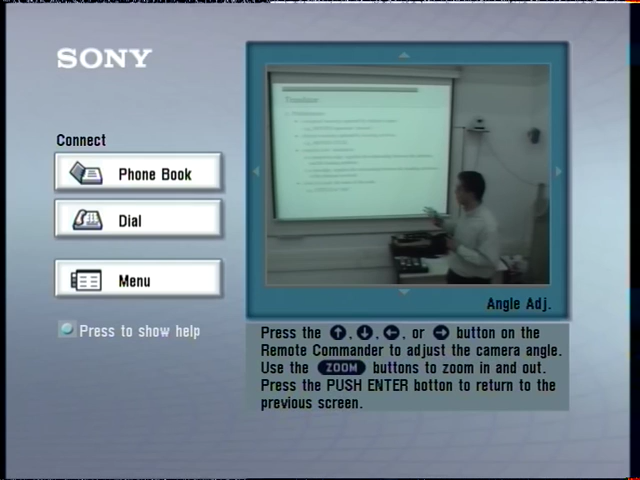 SONY
Connect
Phone Book
Dial
Menu
Press to show help
Angle Adj.
Press the ↑, ↓, ←, or → button on the
Remote Commander to adjust the camera angle.
Use the ZOOM buttons to zoom in and out.
Press the PUSH ENTER botton to return to the
previous screen.